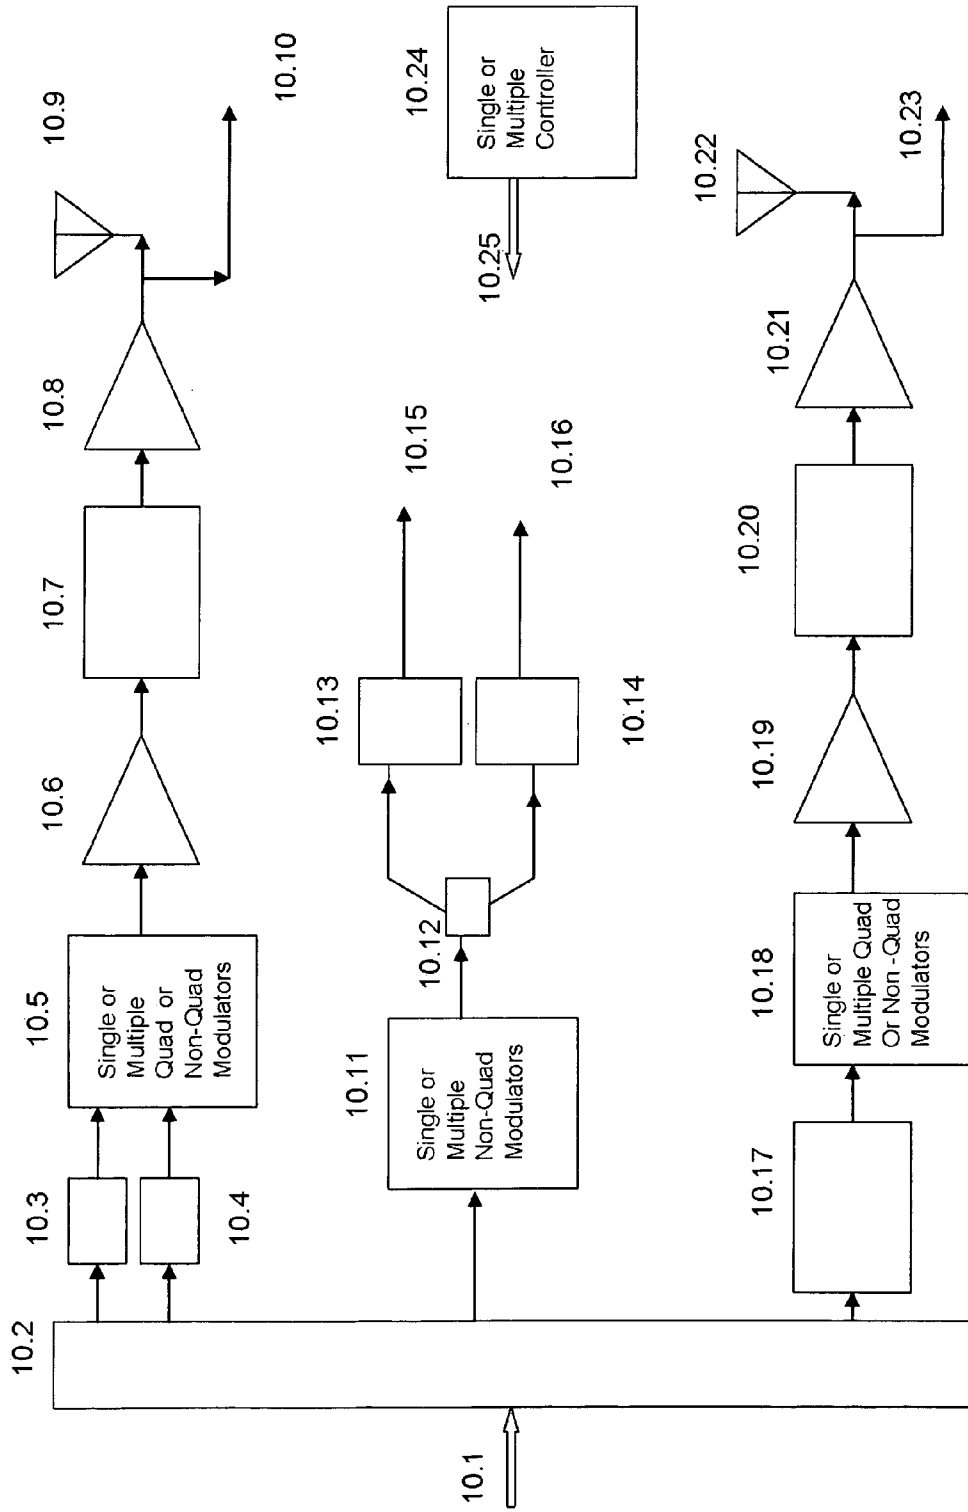 10.1
10.2
10.3
10.4
10.5
Single or
Multiple
Quad or
Non-Quad
Modulators
10.6
10.7
10.8
10.9
10.10
10.11
Single or
Multiple
Non-Quad
Modulators
10.12
10.13
10.14
10.15
10.16
10.17
10.18
Single or
Multiple Quad
Or Non -Quad
Modulators
10.19
10.20
10.21
10.22
10.23
10.24
Single or
Multiple
Controller
10.25